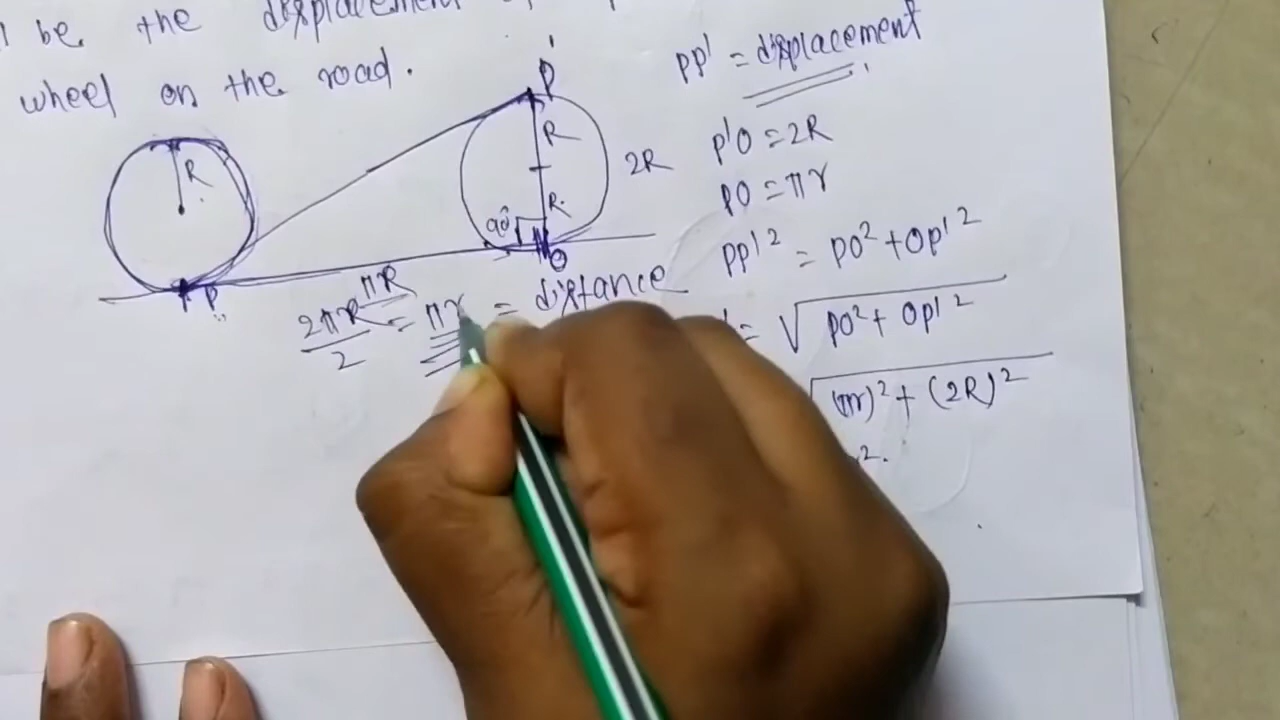 be the displacement
wheel on the road.
R
P
P'
R
R
2R
90°
O
πR
2πR/2 = πr = distance
PP' = displacement
P'O = 2R
PO = πr
PP'² = PO² + OP'²
= √PO² + OP'²
(πr)² + (2R)²
2.